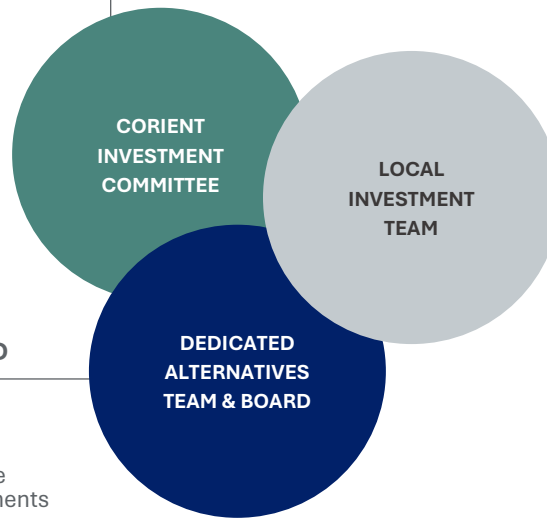 CORIENT
INVESTMENT
COMMITTEE
LOCAL
INVESTMENT
TEAM
DEDICATED
ALTERNATIVES
TEAM & BOARD